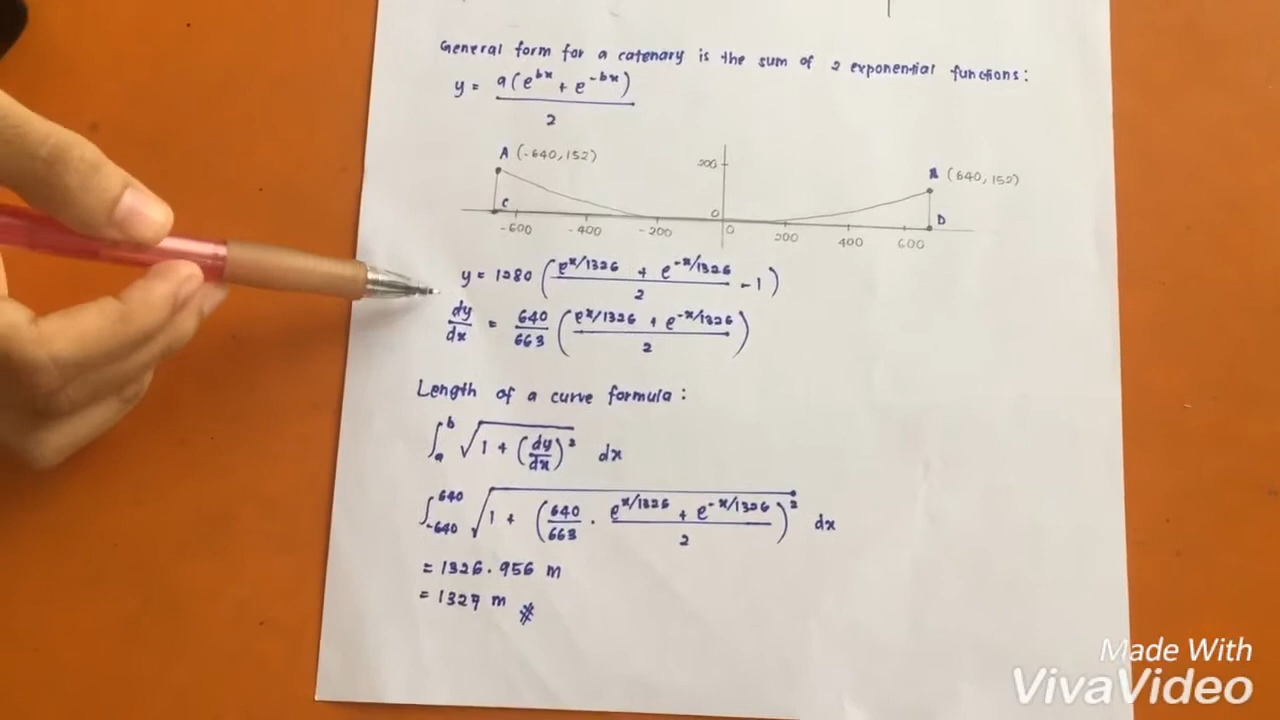 General form for a catenary is the sum of 2 exponential functions:
y = a(e^bx + e^-bx) / 2
A (-640, 152)
200
(640, 152)
C
0
D
-600 -400 -200 0 200 400 600
y = 1280 ( (e^x/1326 + e^-x/1326) / 2 - 1 )
dy/dx = 640/663 ( (e^x/1326 + e^-x/1326) / 2 )
Length of a curve formula:
∫_a^b √(1 + (dy/dx)^2) dx
∫_-640^640 √(1 + (640/663 · (e^x/1326 + e^-x/1326) / 2)^2) dx
= 1326.956 m
= 1327 m
Made With
VivaVideo